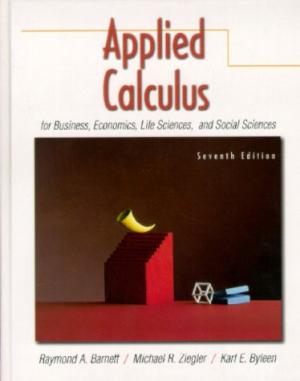 Applied
Calculus
for Business, Economics, Life Sciences, and Social Sciences
Seventh Edition
Raymond A. Barnett / Michael R. Ziegler / Karl E. Byleen